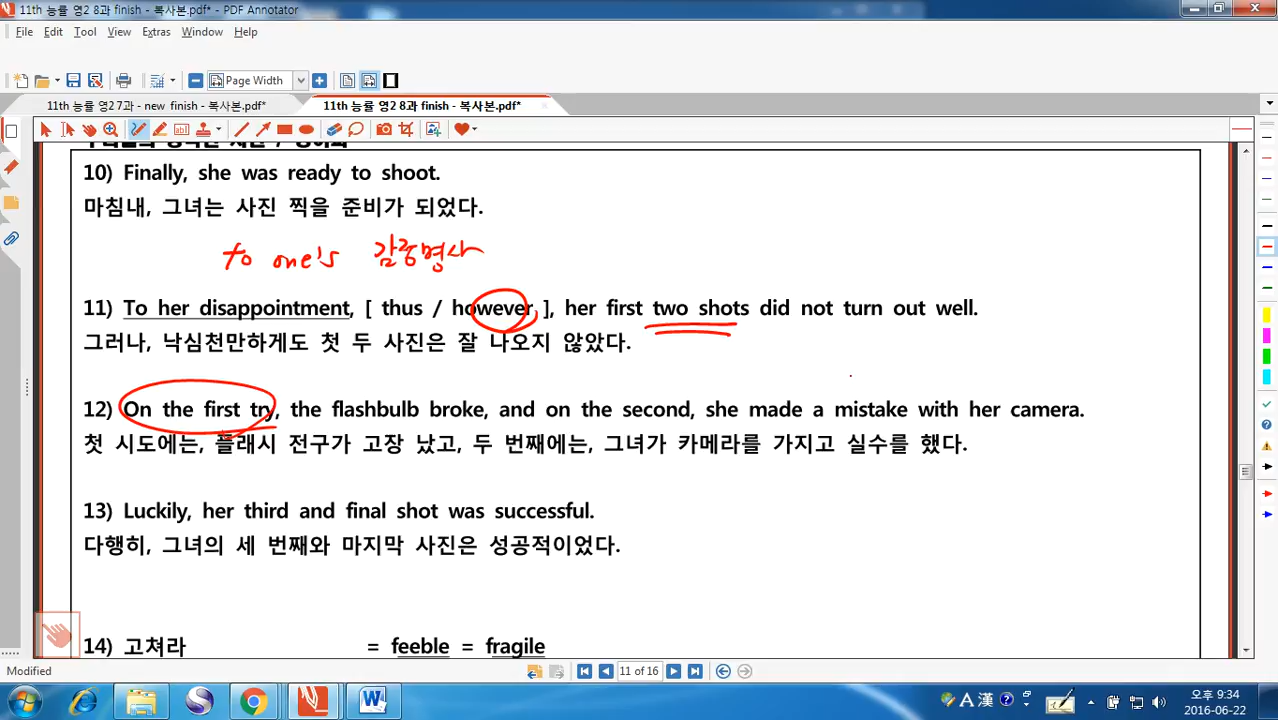 11th 능률 영2 8과 finish - 복사본.pdf* - PDF Annotator
File Edit Tool View Extras Window Help
Page Width
11th 능률 영2 7과 - new finish - 복사본.pdf* 11th 능률 영2 8과 finish - 복사본.pdf*
10) Finally, she was ready to shoot.
마침내, 그녀는 사진 찍을 준비가 되었다.
to one's 감중명사
11) To her disappointment, [ thus / however, ], her first two shots did not turn out well.
그러나, 낙심천만하게도 첫 두 사진은 잘 나오지 않았다.
12) On the first try, the flashbulb broke, and on the second, she made a mistake with her camera.
첫 시도에는, 플래시 전구가 고장 났고, 두 번째에는, 그녀가 카메라를 가지고 실수를 했다.
13) Luckily, her third and final shot was successful.
다행히, 그녀의 세 번째와 마지막 사진은 성공적이었다.
14) 고쳐라 = feeble = fragile
Modified 11 of 16
A 漢 오후 9:34
2016-06-22